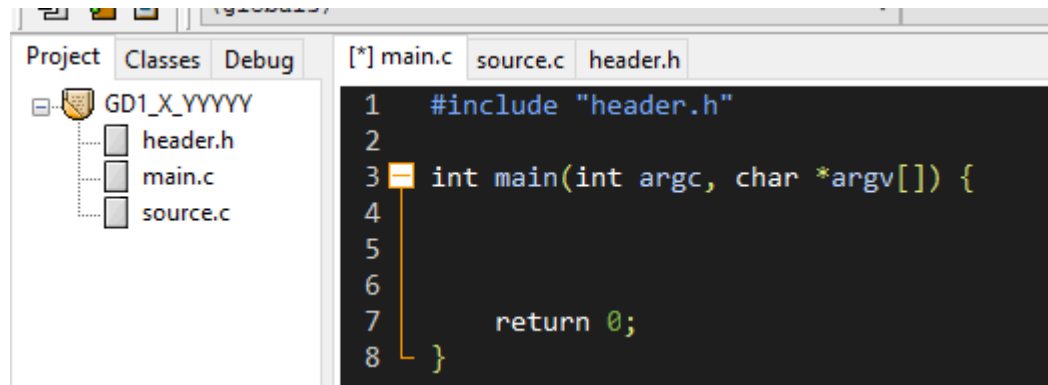 Project Classes Debug
[*] main.c source.c header.h
GD1_X_YYYYY
header.h
main.c
source.c
1 #include "header.h"
2
3 int main(int argc, char *argv[]) {
4
5
6
7 return 0;
8 }